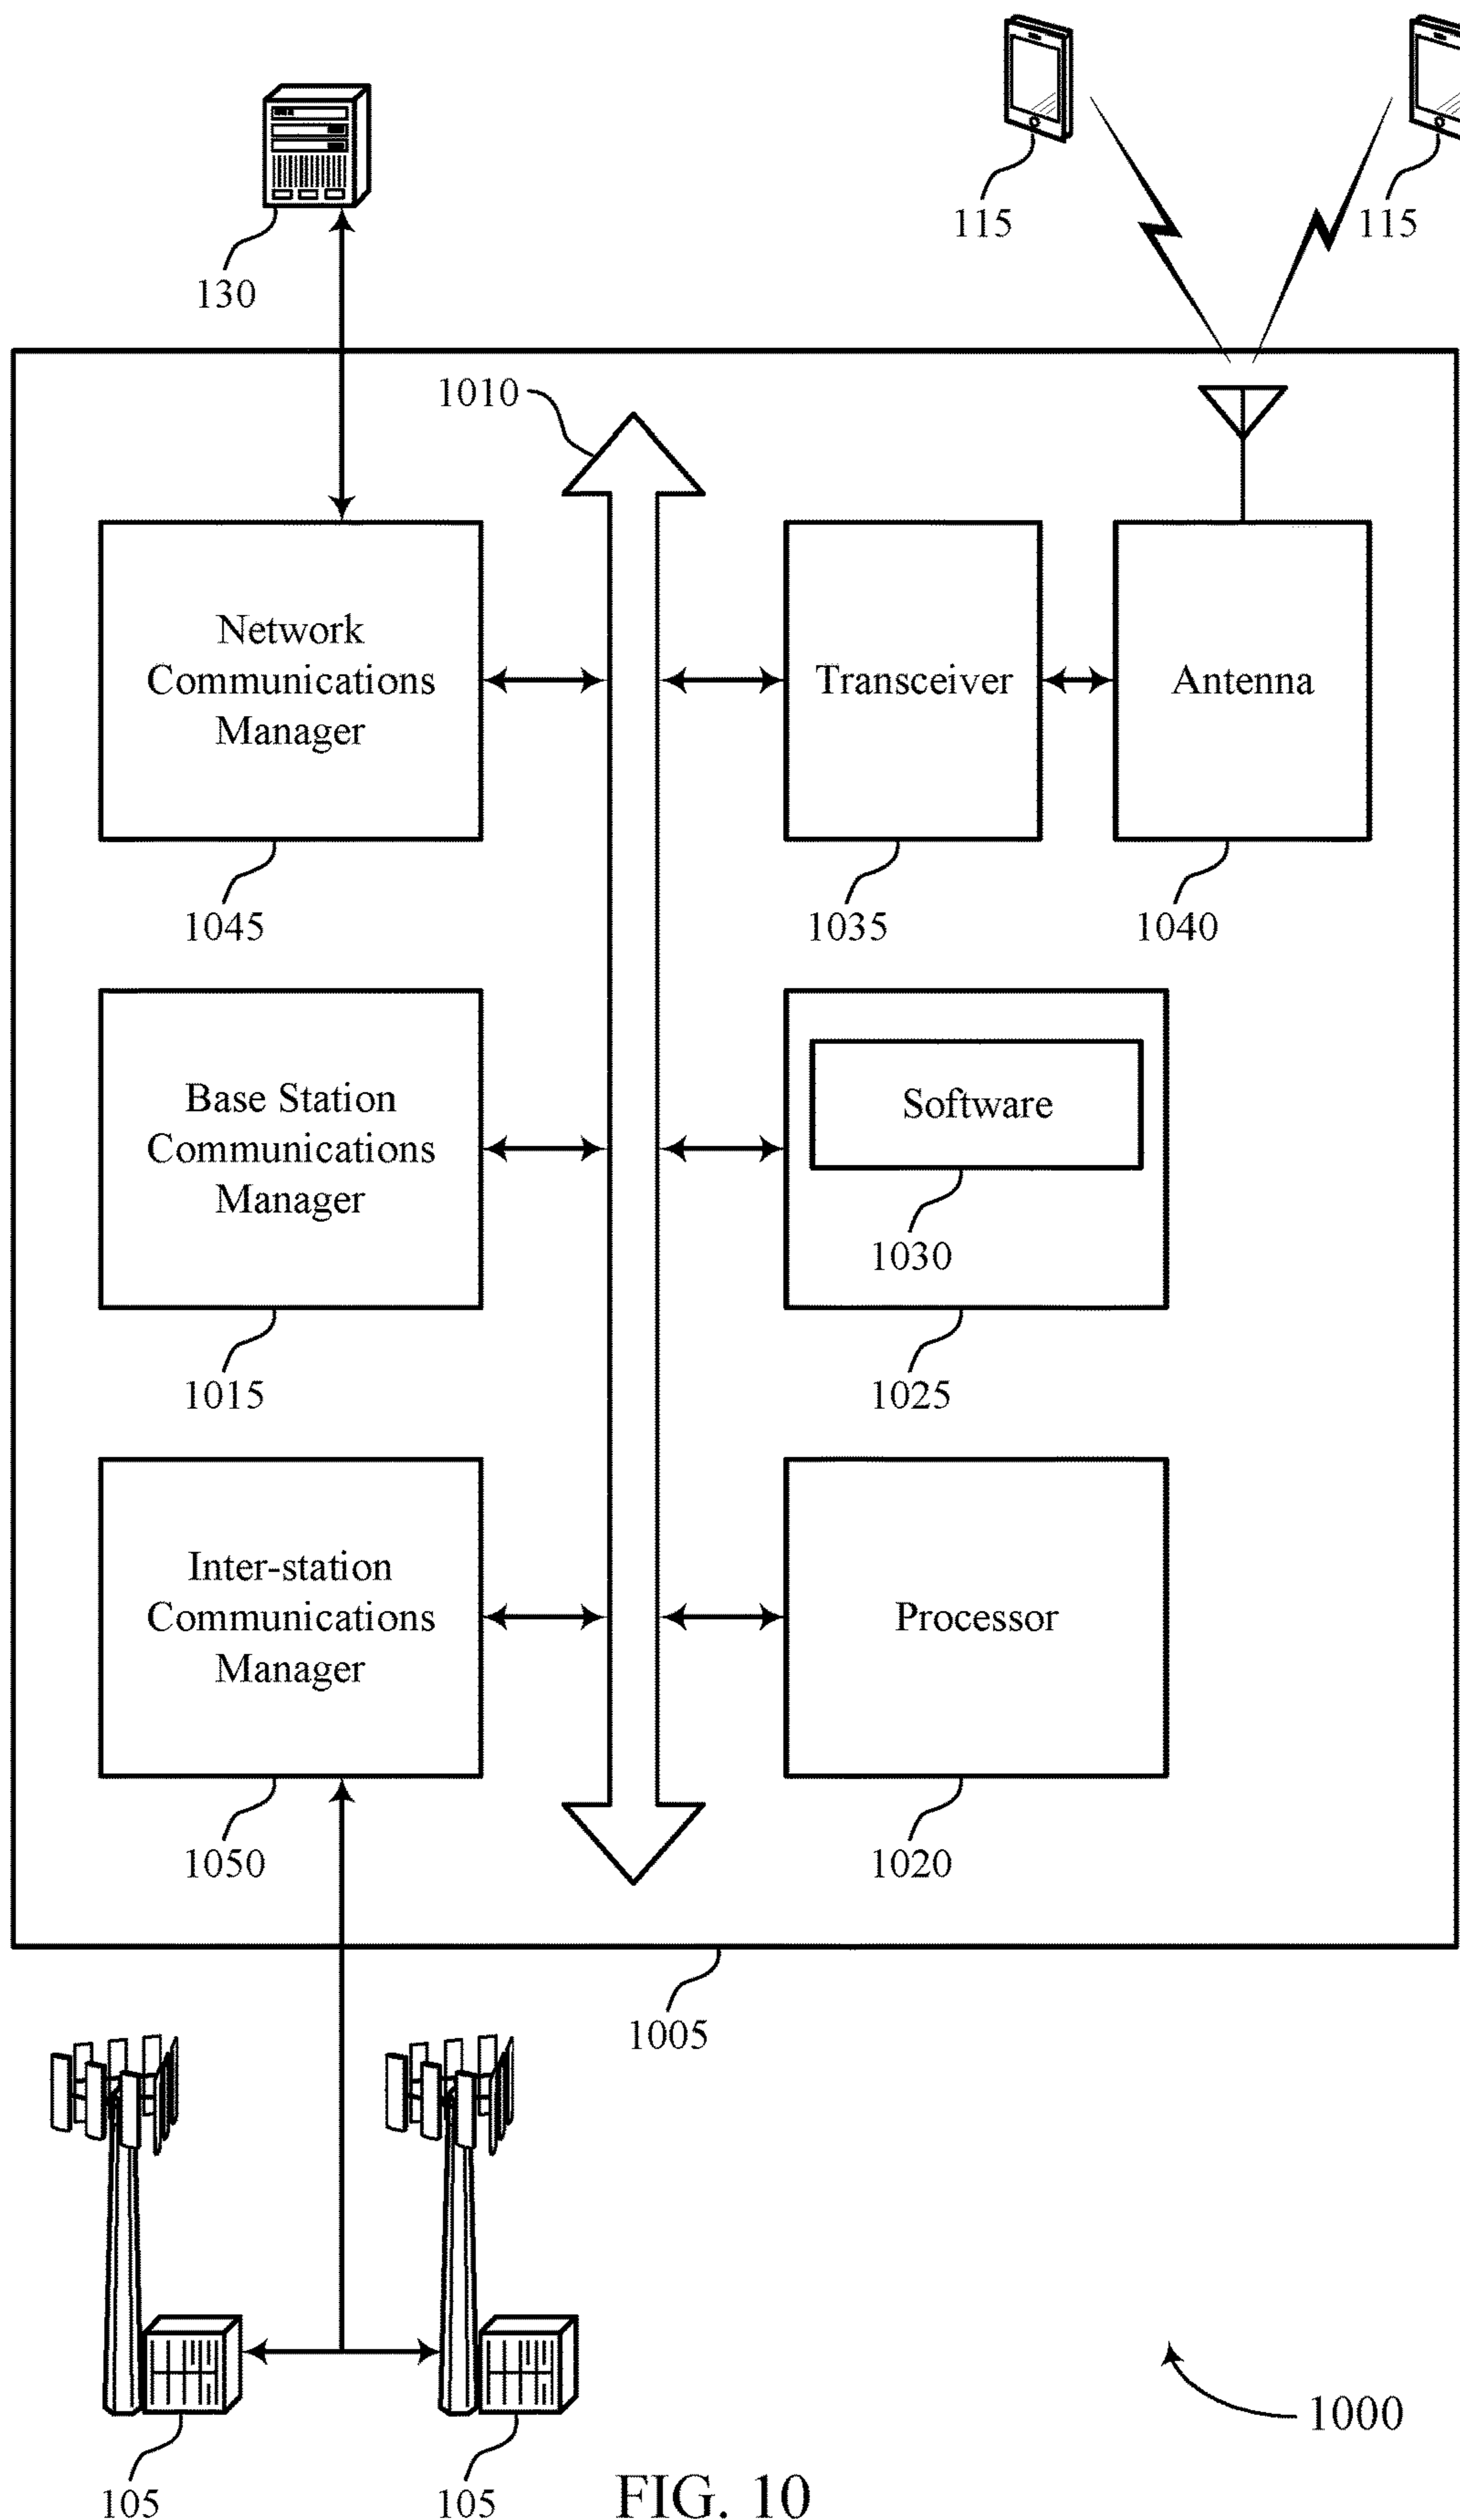 115
115
130
1010
Network
Communications
Manager
Transceiver
Antenna
1045
1035
1040
Base Station
Communications
Manager
Software
1030
1015
1025
Inter-station
Communications
Manager
Processor
1050
1020
1005
1000
105
105
FIG. 10